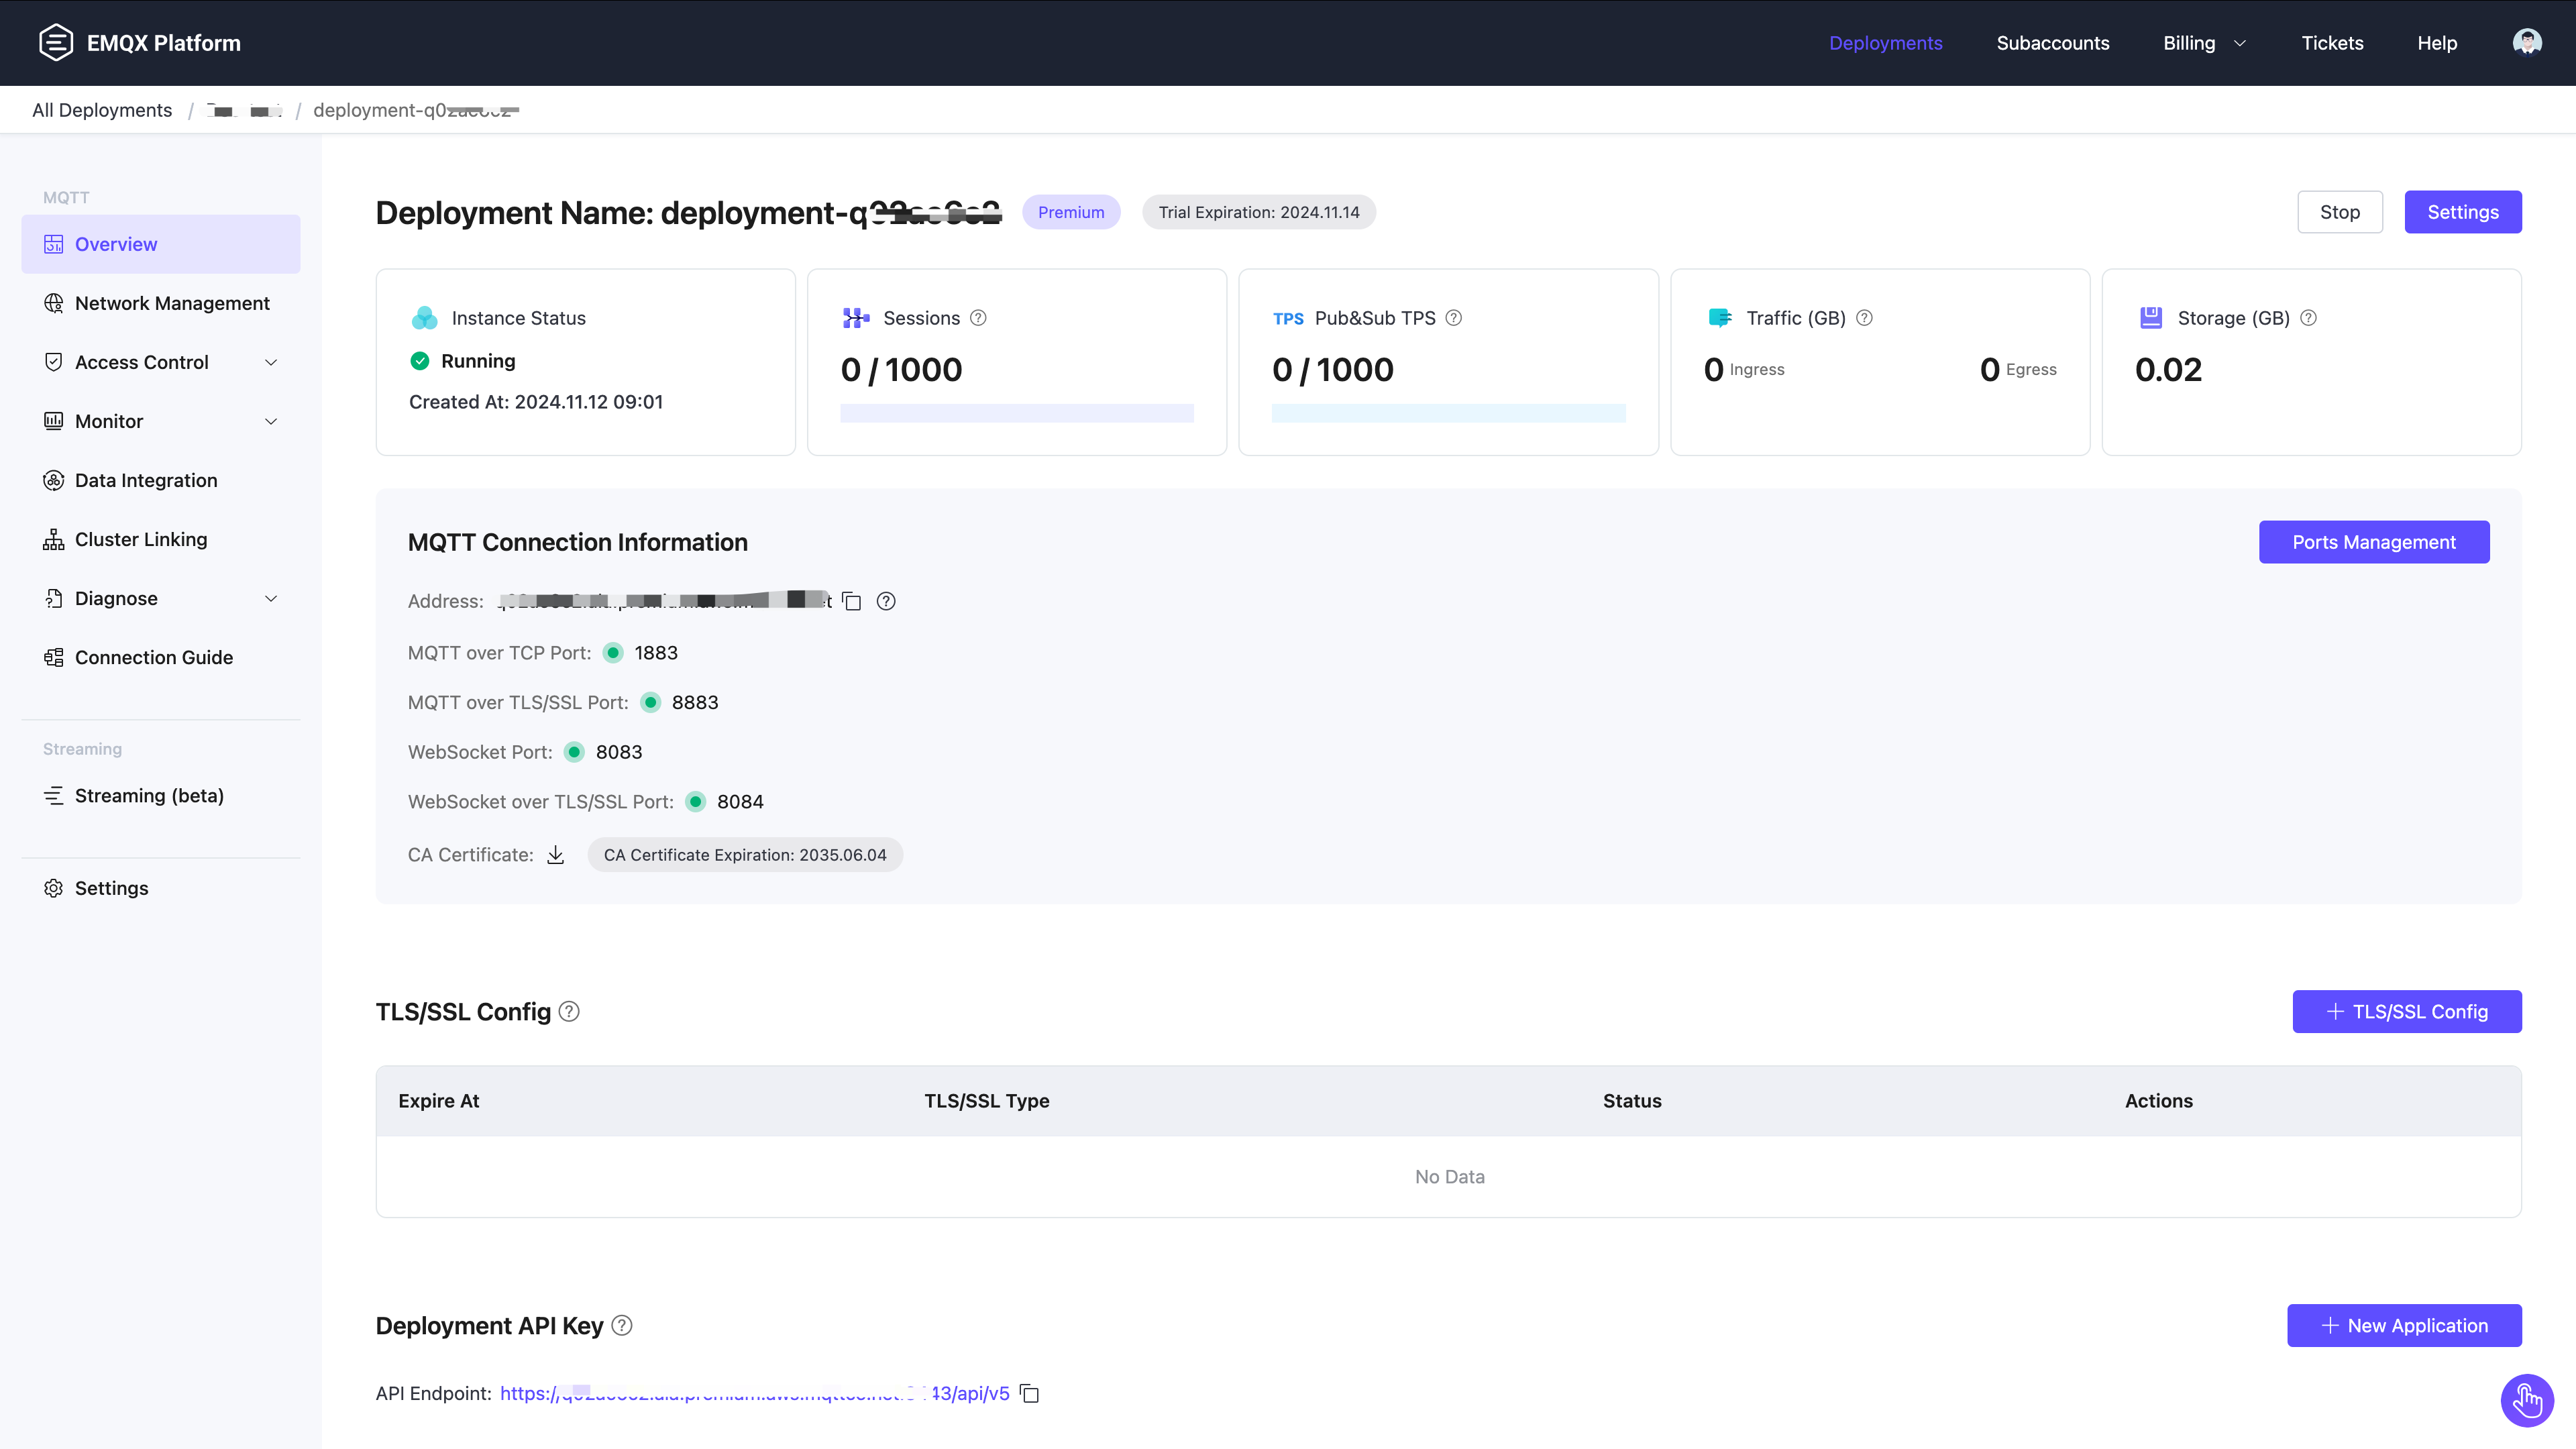 EMQX Platform
Deployments
Subaccounts
Billing
Tickets
Help
All Deployments / / deployment-q0
MQTT
Overview
Network Management
Access Control
Monitor
Data Integration
Cluster Linking
Diagnose
Connection Guide
Streaming
Streaming (beta)
Settings
Deployment Name: deployment-q
Premium
Trial Expiration: 2024.11.14
Stop
Settings
Instance Status
Running
Created At: 2024.11.12 09:01
Sessions
0 / 1000
TPS Pub&Sub TPS
0 / 1000
Traffic (GB)
0 Ingress
0 Egress
Storage (GB)
0.02
MQTT Connection Information
Ports Management
Address:
MQTT over TCP Port: 1883
MQTT over TLS/SSL Port: 8883
WebSocket Port: 8083
WebSocket over TLS/SSL Port: 8084
CA Certificate:
CA Certificate Expiration: 2035.06.04
TLS/SSL Config
+ TLS/SSL Config
Expire At
TLS/SSL Type
Status
Actions
No Data
Deployment API Key
+ New Application
API Endpoint: https:/ 43/api/v5